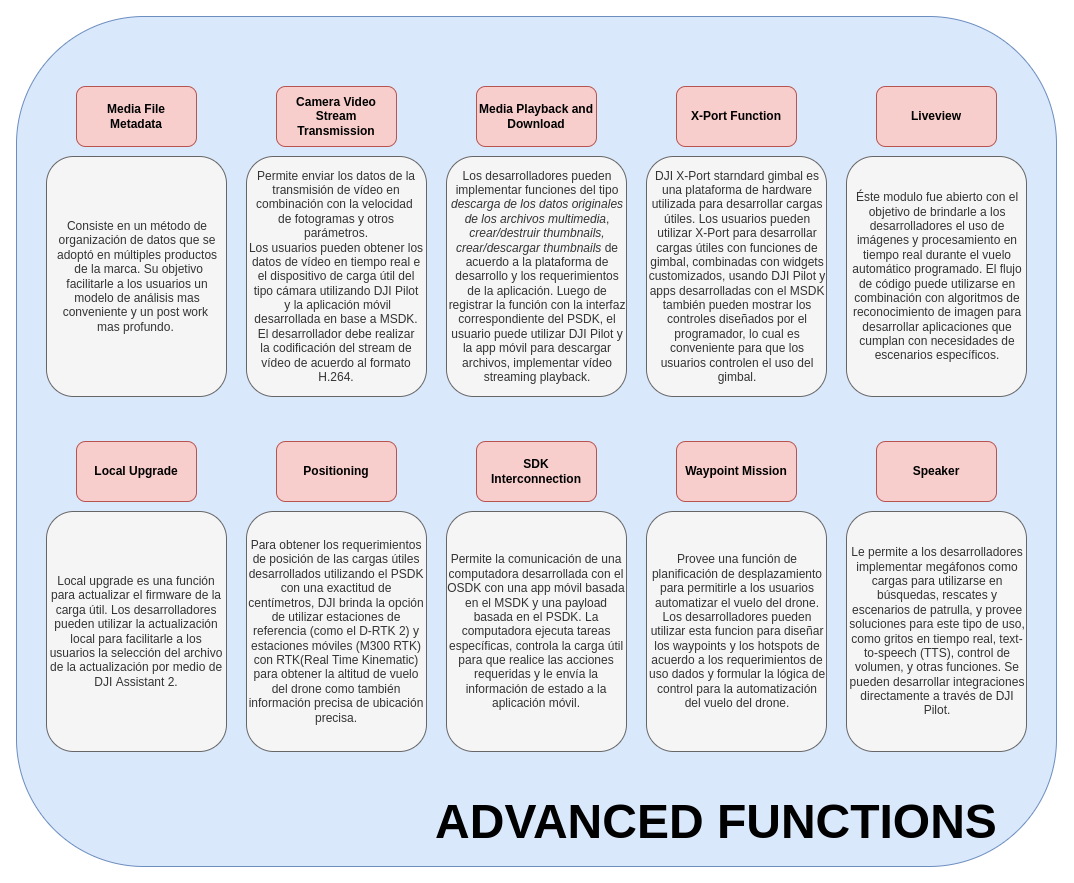 Media File
Metadata
Consiste en un método de
organización de datos que se
adoptó en múltiples productos
de la marca. Su objetivo
facilitarle a los usuarios un
modelo de análisis mas
conveniente y un post work
mas profundo.
Camera Video
Stream
Transmission
Permite enviar los datos de la
transmisión de vídeo en
combinación con la velocidad
de fotogramas y otros
parámetros.
Los usuarios pueden obtener los
datos de vídeo en tiempo real e
el dispositivo de carga útil del
tipo cámara utilizando DJI Pilot
y la aplicación móvil
desarrollada en base a MSDK.
El desarrollador debe realizar
la codificación del stream de
vídeo de acuerdo al formato
H.264.
Media Playback and
Download
Los desarrolladores pueden
implementar funciones del tipo
descarga de los datos originales
de los archivos multimedia,
crear/destruir thumbnails,
crear/descargar thumbnails de
acuerdo a la plataforma de
desarrollo y los requerimientos
de la aplicación. Luego de
registrar la función con la interfaz
correspondiente del PSDK, el
usuario puede utilizar DJI Pilot y
la app móvil para descargar
archivos, implementar vídeo
streaming playback.
X-Port Function
DJI X-Port starndard gimbal es
una plataforma de hardware
utilizada para desarrollar cargas
útiles. Los usuarios pueden
utilizar X-Port para desarrollar
cargas útiles con funciones de
gimbal, combinadas con widgets
customizados, usando DJI Pilot y
apps desarrolladas con el MSDK
también pueden mostrar los
controles diseñados por el
programador, lo cual es
conveniente para que los
usuarios controlen el uso del
gimbal.
Liveview
Éste modulo fue abierto con el
objetivo de brindarle a los
desarrolladores el uso de
imágenes y procesamiento en
tiempo real durante el vuelo
automático programado. El flujo
de código puede utilizarse en
combinación con algoritmos de
reconocimiento de imagen para
desarrollar aplicaciones que
cumplan con necesidades de
escenarios específicos.
Local Upgrade
Local upgrade es una función
para actualizar el firmware de la
carga útil. Los desarrolladores
pueden utilizar la actualización
local para facilitarle a los
usuarios la selección del archivo
de la actualización por medio de
DJI Assistant 2.
Positioning
Para obtener los requerimientos
de posición de las cargas útiles
desarrollados utilizando el PSDK
con una exactitud de
centímetros, DJI brinda la opción
de utilizar estaciones de
referencia (como el D-RTK 2) y
estaciones móviles (M300 RTK)
con RTK(Real Time Kinematic)
para obtener la altitud de vuelo
del drone como también
información precisa de ubicación
precisa.
SDK
Interconnection
Permite la comunicación de una
computadora desarrollada con el
OSDK con una app móvil basada
en el MSDK y una payload
basada en el PSDK. La
computadora ejecuta tareas
específicas, controla la carga útil
para que realice las acciones
requeridas y le envía la
información de estado a la
aplicación móvil.
Waypoint Mission
Provee una función de
planificación de desplazamiento
para permitirle a los usuarios
automatizar el vuelo del drone.
Los desarrolladores pueden
utilizar esta funcion para diseñar
los waypoints y los hotspots de
acuerdo a los requerimientos de
uso dados y formular la lógica de
control para la automatización
del vuelo del drone.
Speaker
Le permite a los desarrolladores
implementar megáfonos como
cargas para utilizarse en
búsquedas, rescates y
escenarios de patrulla, y provee
soluciones para este tipo de uso,
como gritos en tiempo real, text-
to-speech (TTS), control de
volumen, y otras funciones. Se
pueden desarrollar integraciones
directamente a través de DJI
Pilot.
ADVANCED FUNCTIONS